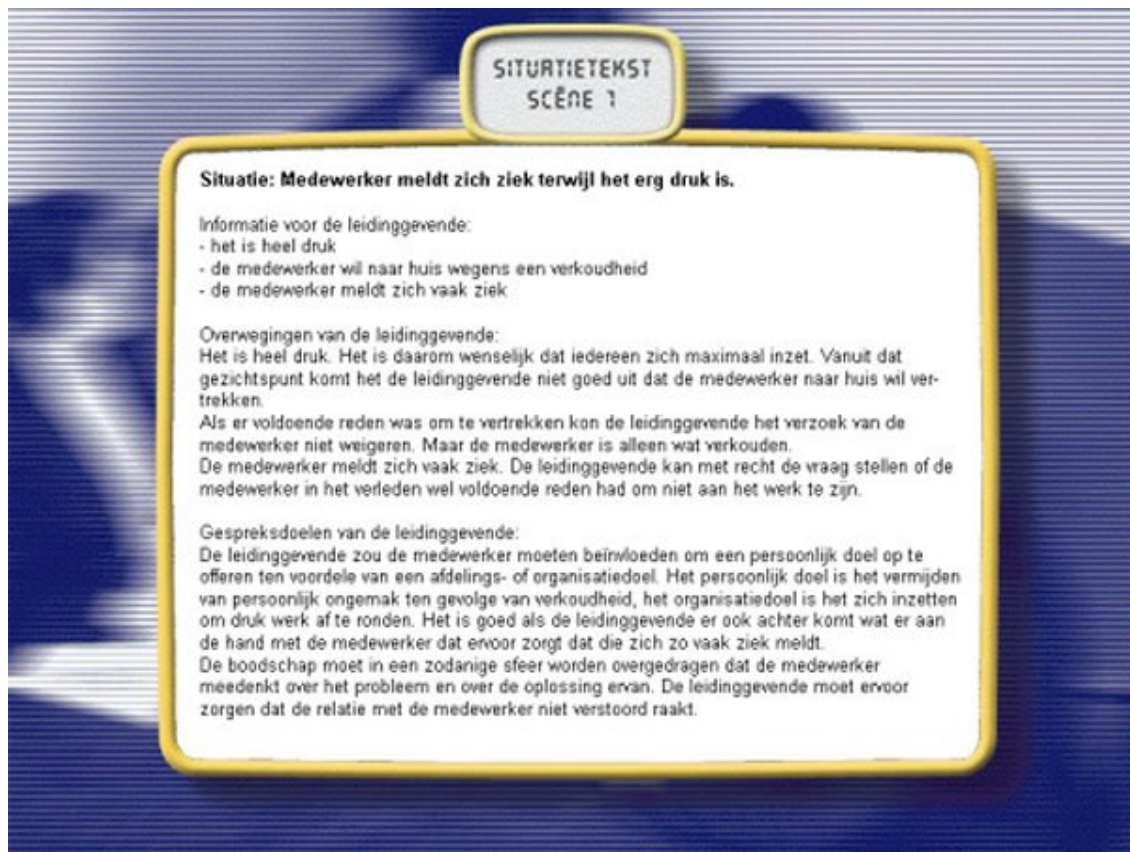 SITUATIETEKST
SCÈNE 1
Situatie: Medewerker meldt zich ziek terwijl het erg druk is.
Informatie voor de leidinggevende:
- het is heel druk
- de medewerker wil naar huis wegens een verkoudheid
- de medewerker meldt zich vaak ziek
Overwegingen van de leidinggevende:
Het is heel druk. Het is daarom wenselijk dat iedereen zich maximaal inzet. Vanuit dat
gezichtspunt komt het de leidinggevende niet goed uit dat de medewerker naar huis wil ver-
trekken.
Als er voldoende reden was om te vertrekken kon de leidinggevende het verzoek van de
medewerker niet weigeren. Maar de medewerker is alleen wat verkouden.
De medewerker meldt zich vaak ziek. De leidinggevende kan met recht de vraag stellen of de
medewerker in het verleden wel voldoende reden had om niet aan het werk te zijn.
Gespreksdoelen van de leidinggevende:
De leidinggevende zou de medewerker moeten beïnvloeden om een persoonlijk doel op te
offeren ten voordele van een afdelings- of organisatiedoel. Het persoonlijk doel is het vermijden
van persoonlijk ongemak ten gevolge van verkoudheid, het organisatiedoel is het zich inzetten
om druk werk af te ronden. Het is goed als de leidinggevende er ook achter komt wat er aan
de hand met de medewerker dat ervoor zorgt dat die zich zo vaak ziek meldt.
De boodschap moet in een zodanige sfeer worden overgedragen dat de medewerker
meedenkt over het probleem en over de oplossing ervan. De leidinggevende moet ervoor
zorgen dat de relatie met de medewerker niet verstoord raakt.